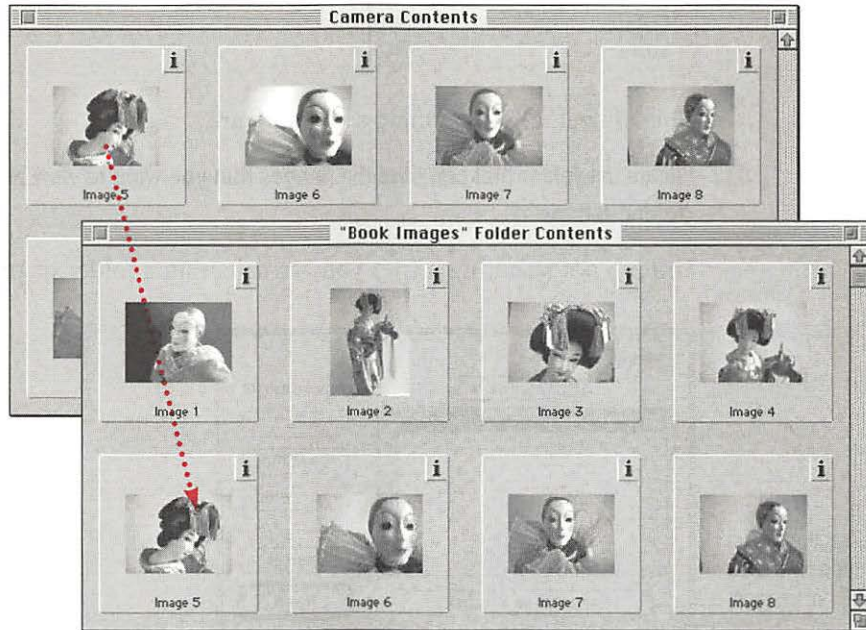 Camera Contents
i i i i
Image 5 Image 6 Image 7 Image 8
"Book Images" Folder Contents
i i i i
Image 1 Image 2 Image 3 Image 4
i i i i
Image 5 Image 6 Image 7 Image 8